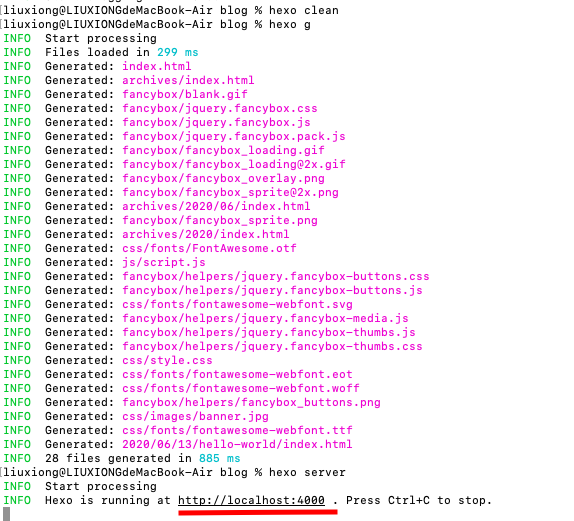 [liuxiong@LIUXIONGdeMacBook-Air blog % hexo clean
[liuxiong@LIUXIONGdeMacBook-Air blog % hexo g
INFO  Start processing
INFO  Files loaded in 299 ms
INFO  Generated: index.html
INFO  Generated: archives/index.html
INFO  Generated: fancybox/blank.gif
INFO  Generated: fancybox/jquery.fancybox.css
INFO  Generated: fancybox/jquery.fancybox.js
INFO  Generated: fancybox/jquery.fancybox.pack.js
INFO  Generated: fancybox/fancybox_loading.gif
INFO  Generated: fancybox/fancybox_loading@2x.gif
INFO  Generated: fancybox/fancybox_overlay.png
INFO  Generated: fancybox/fancybox_sprite@2x.png
INFO  Generated: archives/2020/06/index.html
INFO  Generated: fancybox/fancybox_sprite.png
INFO  Generated: archives/2020/index.html
INFO  Generated: css/fonts/FontAwesome.otf
INFO  Generated: js/script.js
INFO  Generated: fancybox/helpers/jquery.fancybox-buttons.css
INFO  Generated: fancybox/helpers/jquery.fancybox-buttons.js
INFO  Generated: css/fonts/fontawesome-webfont.svg
INFO  Generated: fancybox/helpers/jquery.fancybox-media.js
INFO  Generated: fancybox/helpers/jquery.fancybox-thumbs.js
INFO  Generated: fancybox/helpers/jquery.fancybox-thumbs.css
INFO  Generated: css/style.css
INFO  Generated: css/fonts/fontawesome-webfont.eot
INFO  Generated: css/fonts/fontawesome-webfont.woff
INFO  Generated: fancybox/helpers/fancybox_buttons.png
INFO  Generated: css/images/banner.jpg
INFO  Generated: css/fonts/fontawesome-webfont.ttf
INFO  Generated: 2020/06/13/hello-world/index.html
INFO  28 files generated in 885 ms
[liuxiong@LIUXIONGdeMacBook-Air blog % hexo server
INFO  Start processing
INFO  Hexo is running at http://localhost:4000 . Press Ctrl+C to stop.